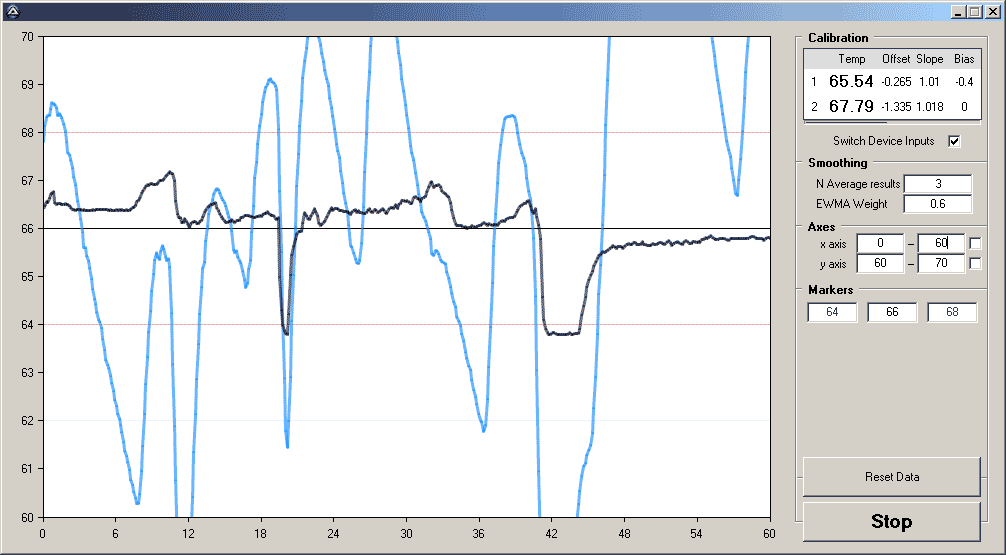 70
69
68
67
66
65
64
63
62
61
60
0 6 12 18 24 30 36 42 48 54 60
Calibration
Temp Offset Slope Bias
1 65.54 -0.265 1.01 -0.4
2 67.79 -1.335 1.018 0
Switch Device Inputs
Smoothing
N Average results 3
EWMA Weight 0.6
Axes
x axis 0 – 60
y axis 60 – 70
Markers
64 66 68
Reset Data
Stop